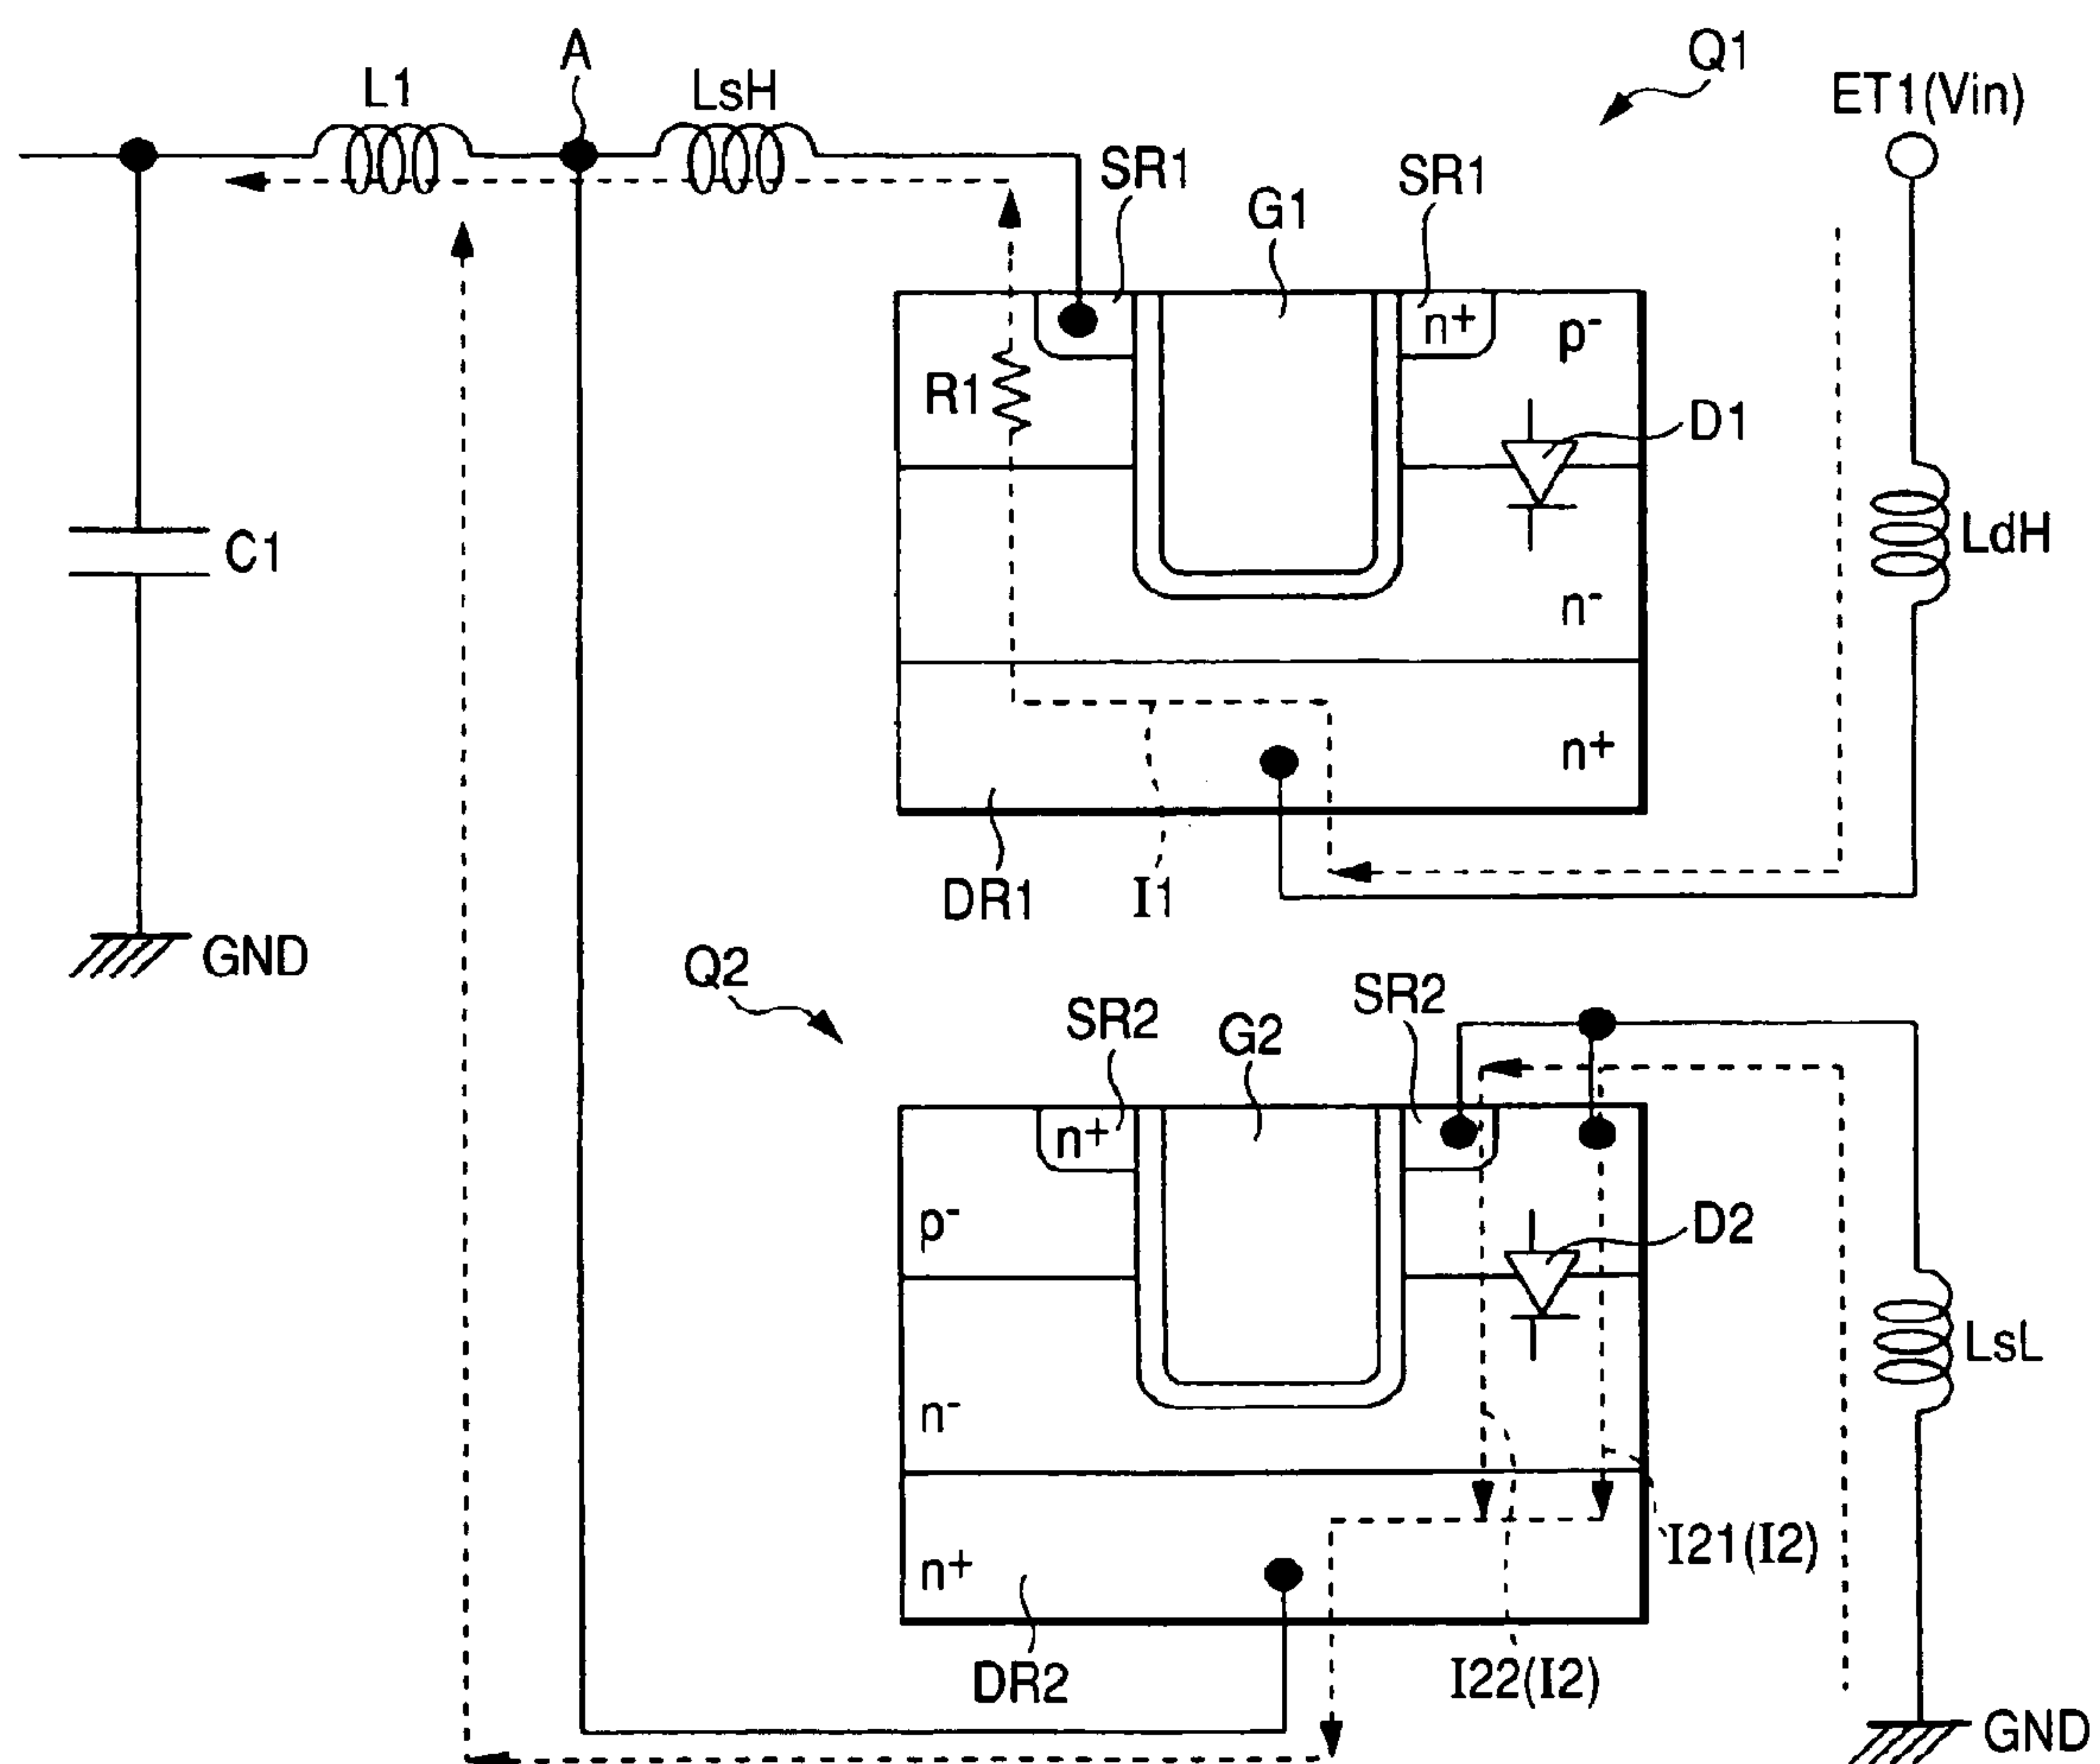 A
Q1
L1
LsH
ET1(Vin)
SR1
SR1
G1
n+
p-
R1
D1
C1
LdH
n-
n+
DR1
I1
GND
Q2
SR2
SR2
G2
n+
p-
D2
LsL
n-
I21(I2)
n+
DR2
I22(I2)
GND